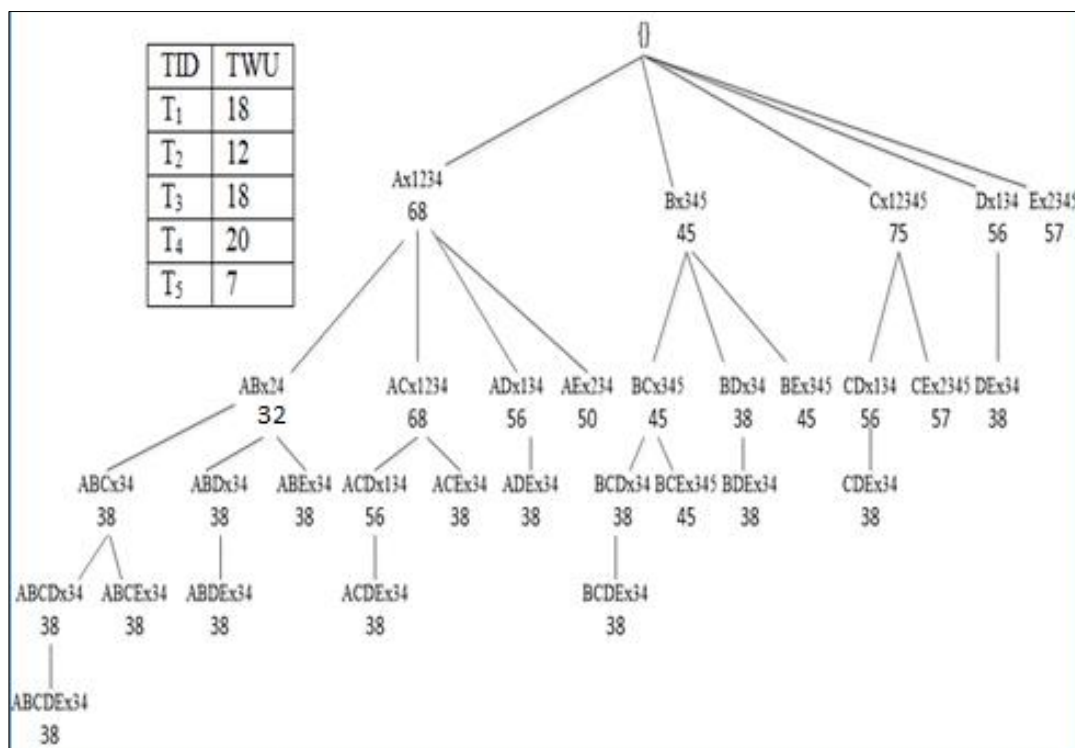 {}
TID TWU
T1 18
T2 12
T3 18
T4 20
T5 7
Ax1234 Bx345 Cx12345 Dx134 Ex2345
68 45 75 56 57
ABx24 ACx1234 ADx134 AEx234 BCx345 BDx34 BEx345 CDx134 CEx2345 DEx34
32 68 56 50 45 38 45 56 57 38
ABCx34 ABDx34 ABEx34 ACDx134 ACEx34 ADEx34 BCDx34 BCEx345 BDEx34 CDEx34
38 38 38 56 38 38 38 45 38 38
ABCDx34 ABCEx34 ABDEx34 ACDEx34 BCDEx34
38 38 38 38 38
ABCDEx34
38